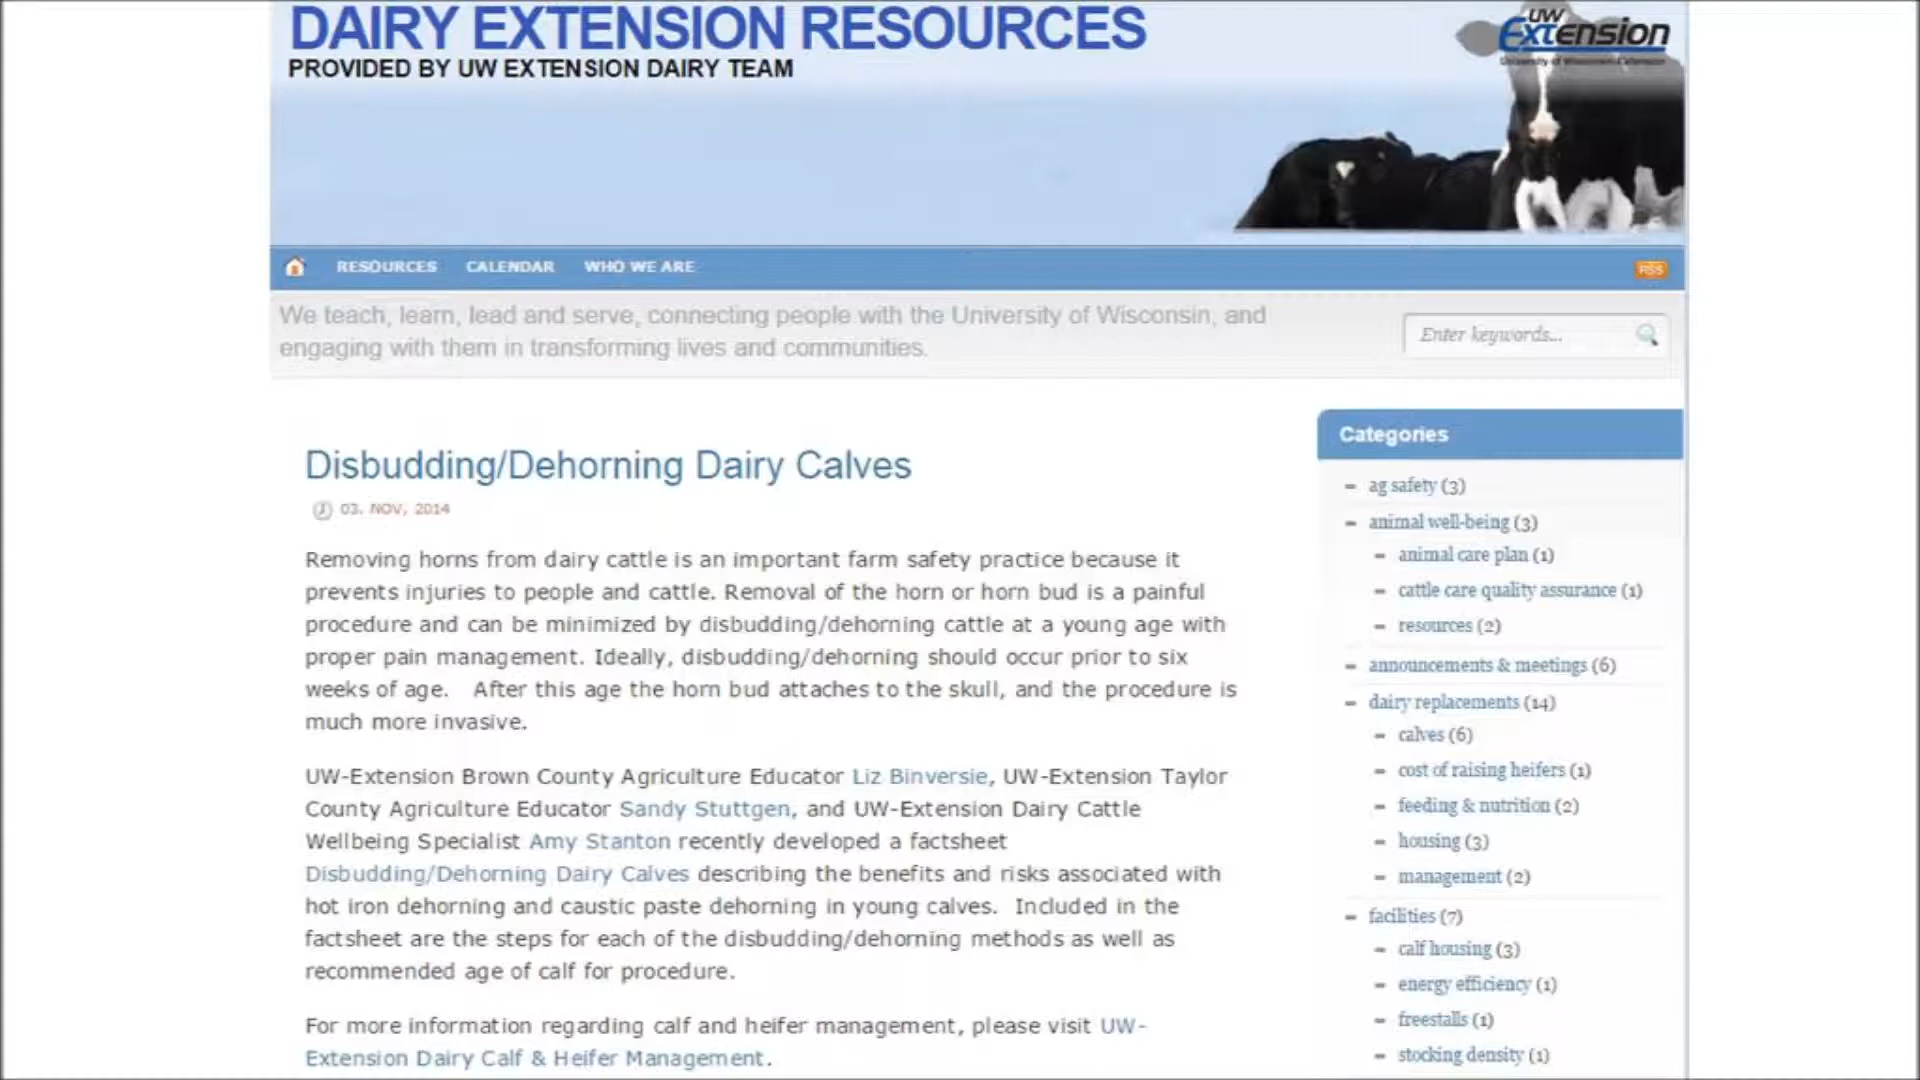 DAIRY EXTENSION RESOURCES
PROVIDED BY UW EXTENSION DAIRY TEAM
UW
Extension
University of Wisconsin-Extension
RESOURCES CALENDAR WHO WE ARE
RSS
We teach, learn, lead and serve, connecting people with the University of Wisconsin, and
engaging with them in transforming lives and communities.
Enter keywords...
Disbudding/Dehorning Dairy Calves
03. NOV, 2014
Removing horns from dairy cattle is an important farm safety practice because it
prevents injuries to people and cattle. Removal of the horn or horn bud is a painful
procedure and can be minimized by disbudding/dehorning cattle at a young age with
proper pain management. Ideally, disbudding/dehorning should occur prior to six
weeks of age. After this age the horn bud attaches to the skull, and the procedure is
much more invasive.
UW-Extension Brown County Agriculture Educator Liz Binversie, UW-Extension Taylor
County Agriculture Educator Sandy Stuttgen, and UW-Extension Dairy Cattle
Wellbeing Specialist Amy Stanton recently developed a factsheet
Disbudding/Dehorning Dairy Calves describing the benefits and risks associated with
hot iron dehorning and caustic paste dehorning in young calves. Included in the
factsheet are the steps for each of the disbudding/dehorning methods as well as
recommended age of calf for procedure.
For more information regarding calf and heifer management, please visit UW-
Extension Dairy Calf & Heifer Management.
Categories
ag safety (3)
animal well-being (3)
animal care plan (1)
cattle care quality assurance (1)
resources (2)
announcements & meetings (6)
dairy replacements (14)
calves (6)
cost of raising heifers (1)
feeding & nutrition (2)
housing (3)
management (2)
facilities (7)
calf housing (3)
energy efficiency (1)
freestalls (1)
stocking density (1)